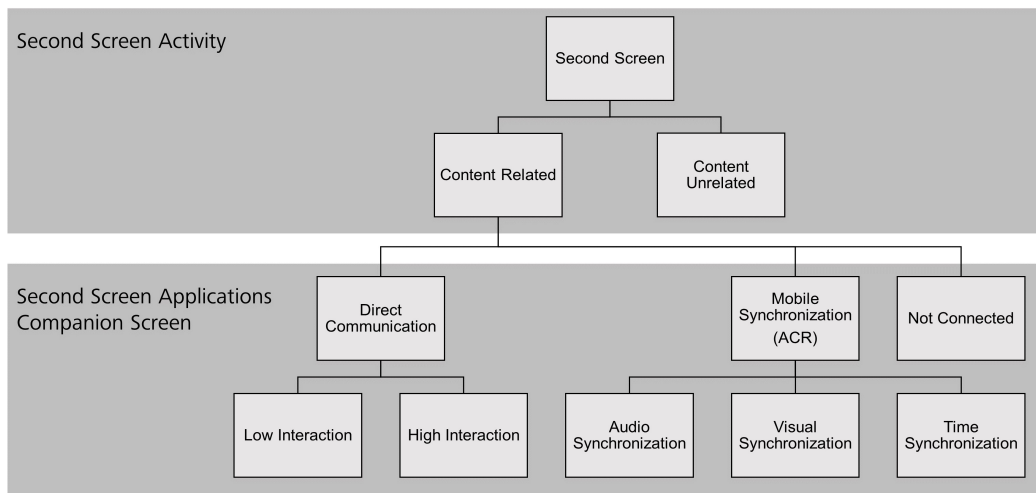 Second Screen Activity
Second Screen
Content Related
Content
Unrelated
Second Screen Applications
Companion Screen
Direct
Communication
Mobile
Synchronization
(ACR)
Not Connected
Low Interaction
High Interaction
Audio
Synchronization
Visual
Synchronization
Time
Synchronization